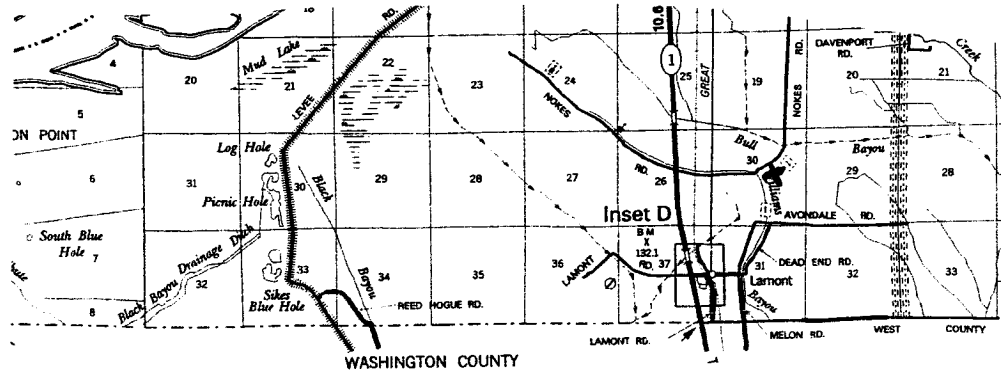 18
4
20
Mud Lake
21
RD.
22
23
24
NOKES
10.6
1
25
GREAT
19
RD.
NOKES
DAVENPORT
RD.
20
21
Creek
5
ON POINT
LEVEE
Log Hole
Bull
30
Bayou
6
31
30
Black
29
28
27
RD.
26
Williams
29
28
Picnic Hole
Inset D
AVONDALE RD.
South Blue
Hole
7
Black Bayou Drainage Ditch
32
33
34
Bayou
35
36
LAMONT
B M
X
132.1
RD.
37
31
DEAD END RD.
Lamont
32
33
Sikes
Blue Hole
REED HOGUE RD.
Bayou
8
LAMONT RD.
MELON RD.
WEST
COUNTY
WASHINGTON COUNTY